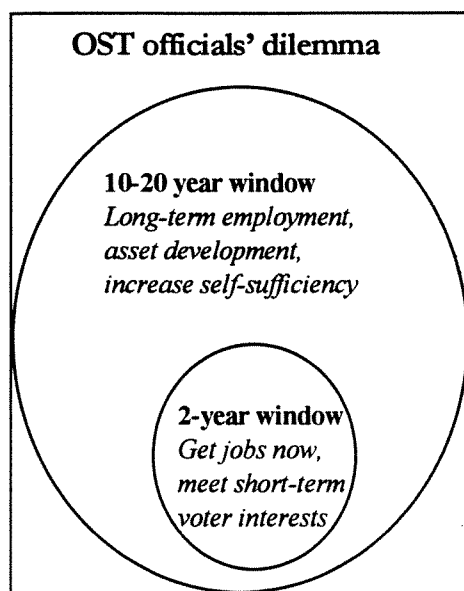 OST officials’ dilemma
10-20 year window
Long-term employment,
asset development,
increase self-sufficiency
2-year window
Get jobs now,
meet short-term
voter interests